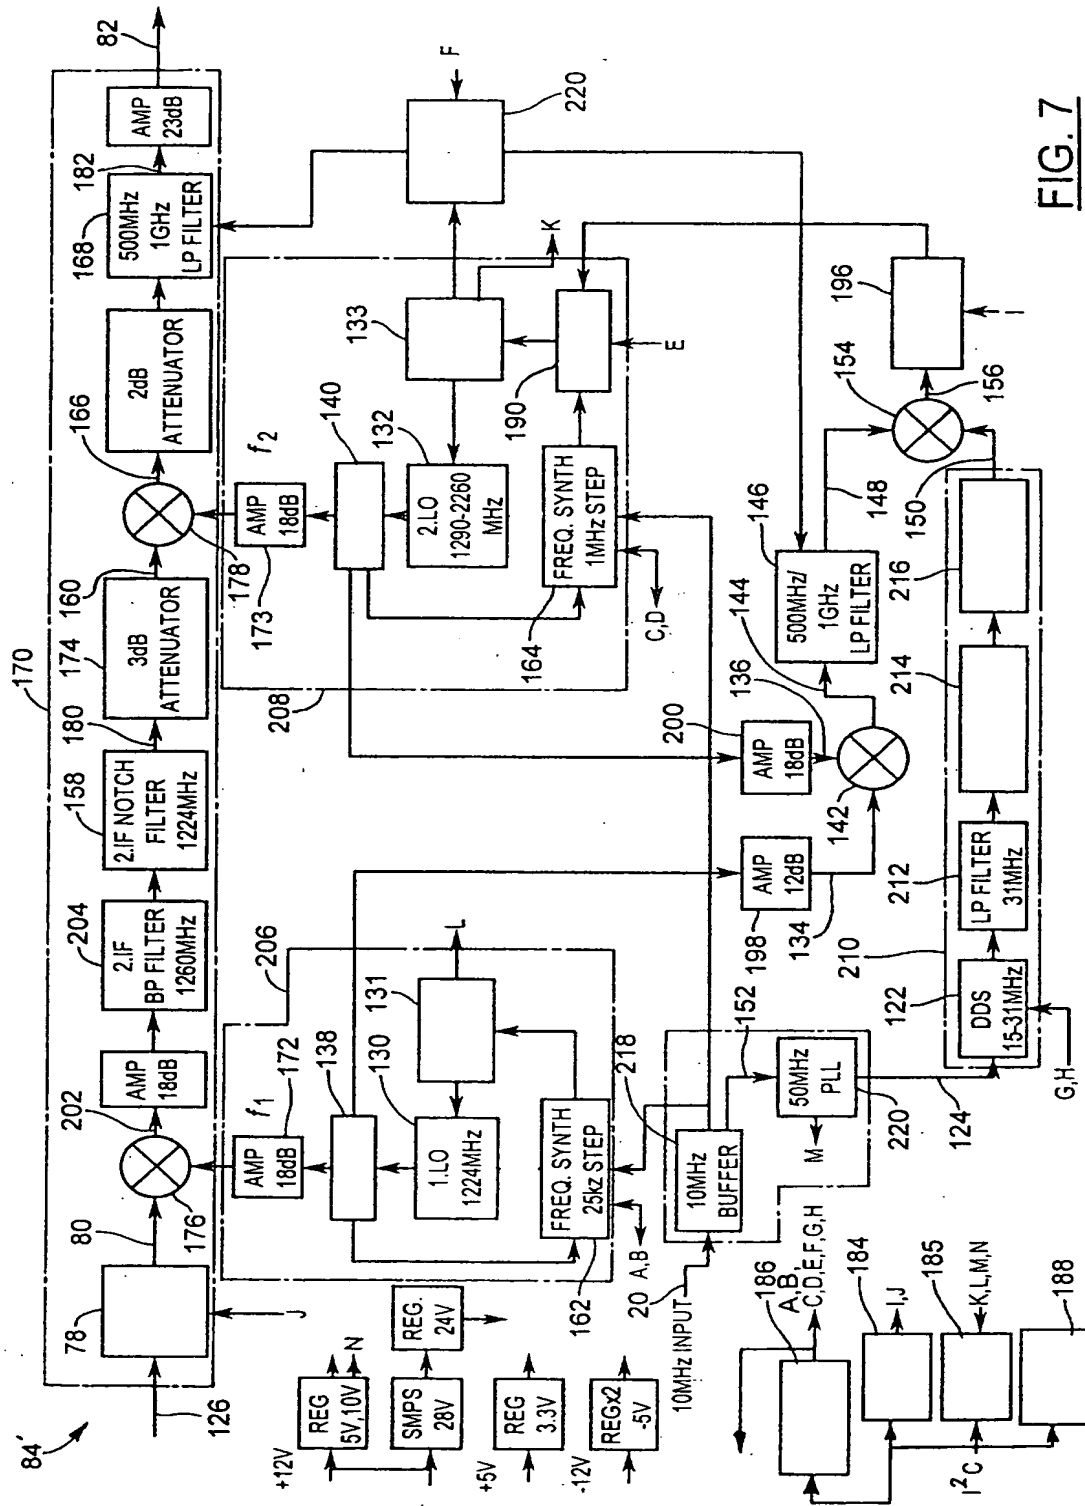 84'
170
126
78
80
176
J
202
AMP
18dB
204
2.IF
BP FILTER
1260MHz
158
2.IF NOTCH
FILTER
1224MHz
180
174
3dB
ATTENUATOR
160
178
166
2dB
ATTENUATOR
168
500MHz
1GHz
LP FILTER
182
AMP
23dB
82
206
f1
AMP
18dB
172
138
130
1.LO
1224MHz
131
L
FREQ. SYNTH
25kz STEP
162
A,B
208
f2
AMP
18dB
173
140
132
2.LO
1290-2260
MHz
133
K
190
E
FREQ. SYNTH
1MHz STEP
164
C,D
F
220
+12V
REG
5V,10V
N
SMPS
28V
REG.
24V
+5V
REG
3.3V
-12V
REGx2
-5V
10MHz INPUT
20
218
10MHz
BUFFER
152
50MHz
PLL
M
220
124
198
AMP
12dB
134
200
AMP
18dB
136
142
144
146
500MHz/
1GHz
LP FILTER
148
150
154
156
196
I
210
122
DDS
15-31MHz
G,H
212
LP FILTER
31MHz
214
216
186
A,B,
C,D,E,F,G,H
184
I,J
185
K,L,M,N
I2C
188
FIG. 7